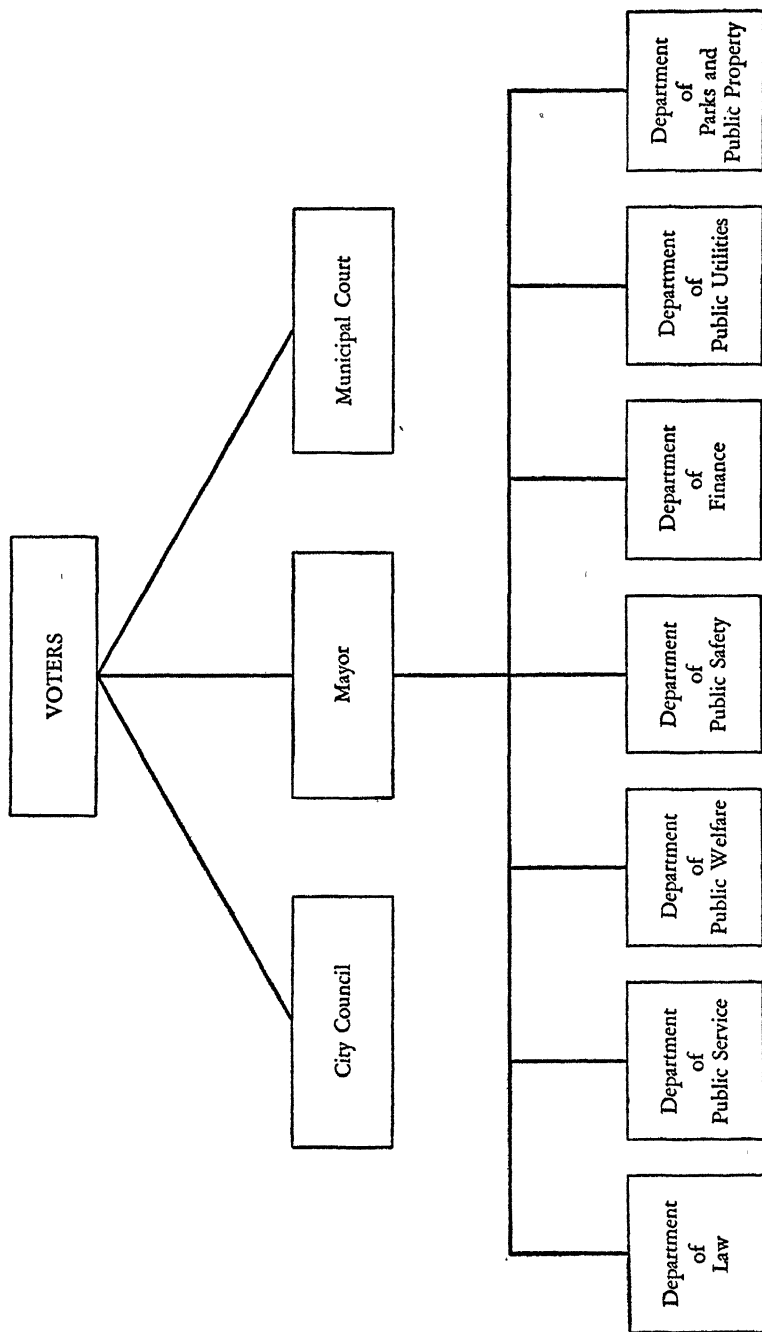 VOTERS
City Council
Mayor
Municipal Court
Department
of
Law
Department
of
Public Service
Department
of
Public Welfare
Department
of
Public Safety
Department
of
Finance
Department
of
Public Utilities
Department
of
Parks and
Public Property